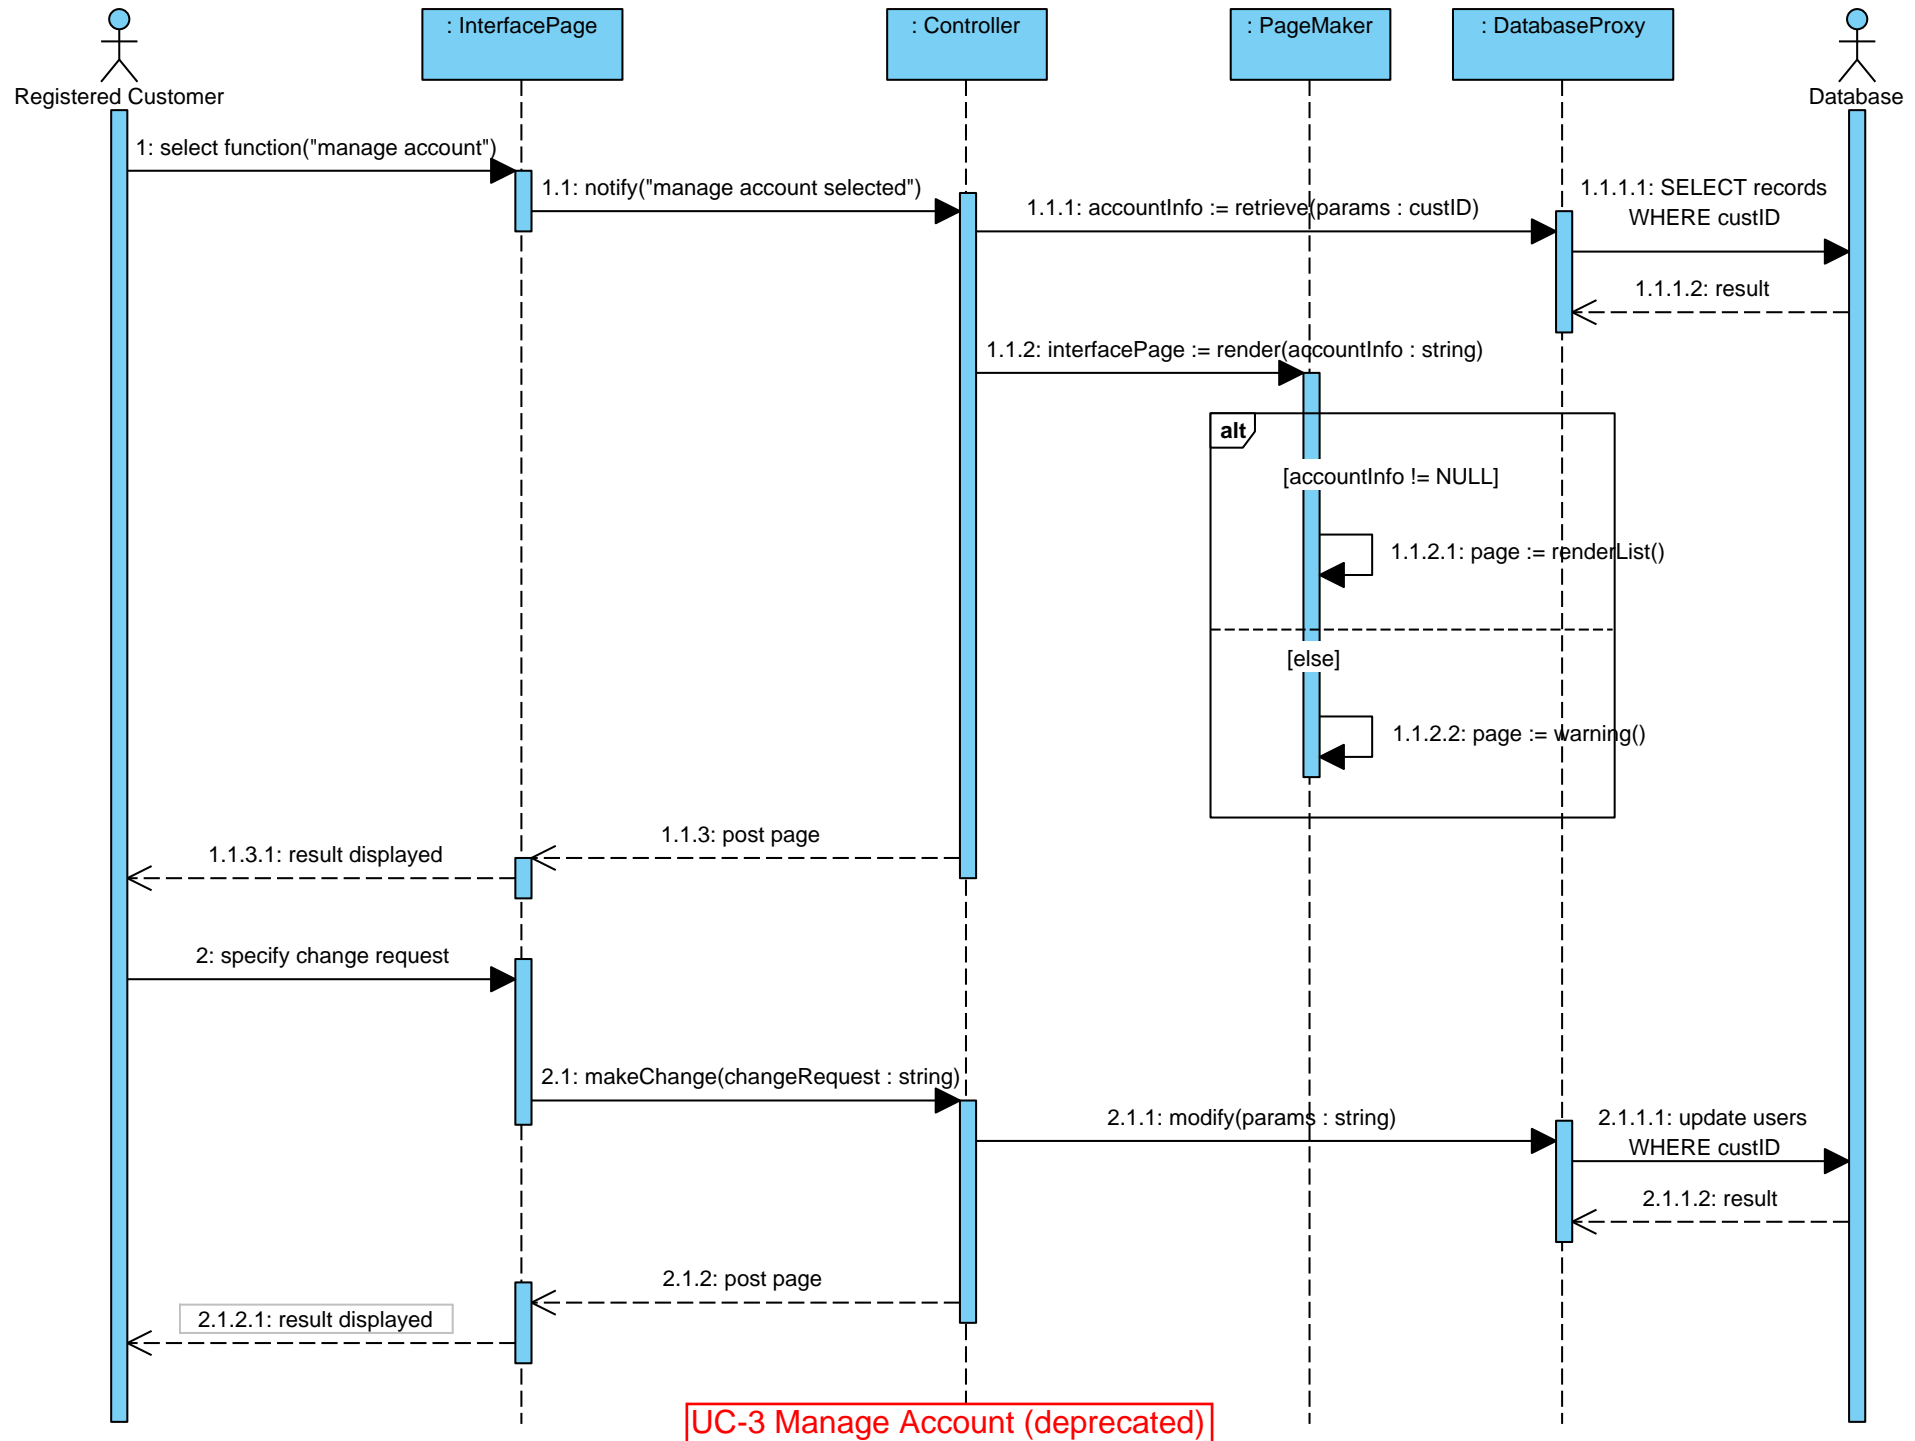 : InterfacePage
: Controller
: PageMaker
: DatabaseProxy
Registered Customer
Database
1: select function("manage account")
1.1: notify("manage account selected")
1.1.1: accountInfo := retrieve(params : custID)
1.1.1.1: SELECT records
WHERE custID
1.1.1.2: result
1.1.2: interfacePage := render(accountInfo : string)
alt
[accountInfo != NULL]
1.1.2.1: page := renderList()
[else]
1.1.2.2: page := warning()
1.1.3: post page
1.1.3.1: result displayed
2: specify change request
2.1: makeChange(changeRequest : string)
2.1.1: modify(params : string)
2.1.1.1: update users
WHERE custID
2.1.1.2: result
2.1.2: post page
2.1.2.1: result displayed
UC-3 Manage Account (deprecated)